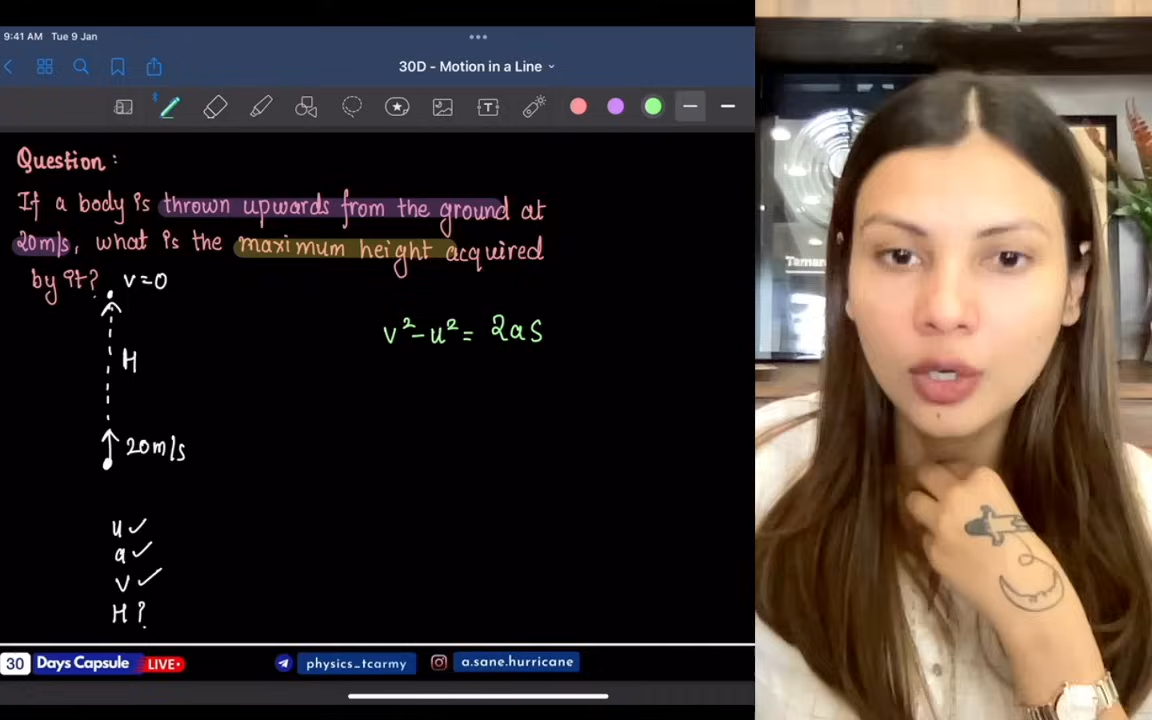 9:41 AM Tue 9 Jan
30D - Motion in a Line
T
Question:
If a body is thrown upwards from the ground at
20m/s, what is the maximum height acquired
by it?
v=0
H
20m/s
v²-u²= 2aS
u ✓
a ✓
v ✓
H ?
30 Days Capsule LIVE
physics_tcarmy
a.sane.hurricane